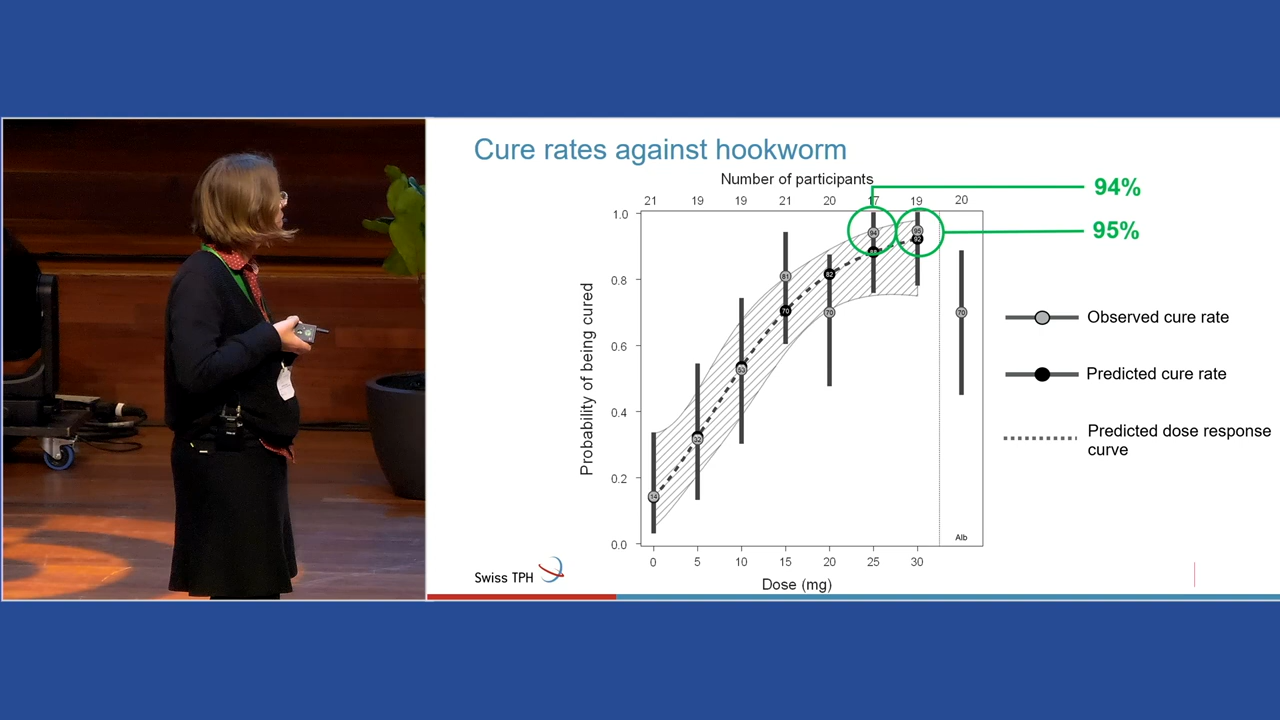 Cure rates against hookworm
Number of participants
21 19 19 21 20 17 19 20
94%
95%
1.0
0.8
0.6
0.4
0.2
0.0
Probability of being cured
14
32
53
81
70
82
70
94
88
95
92
70
Alb
0 5 10 15 20 25 30
Dose (mg)
Observed cure rate
Predicted cure rate
Predicted dose response
curve
Swiss TPH